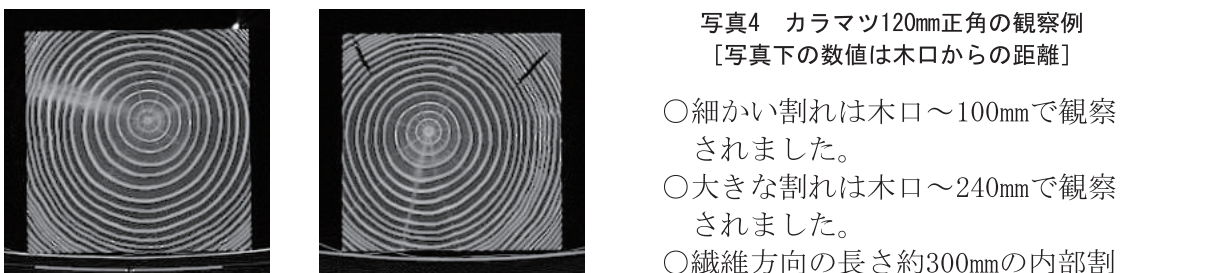 写真4　カラマツ120㎜正角の観察例
［写真下の数値は木口からの距離］
○細かい割れは木口～100㎜で観察
されました。
○大きな割れは木口～240㎜で観察
されました。
○繊維方向の長さ約300㎜の内部割